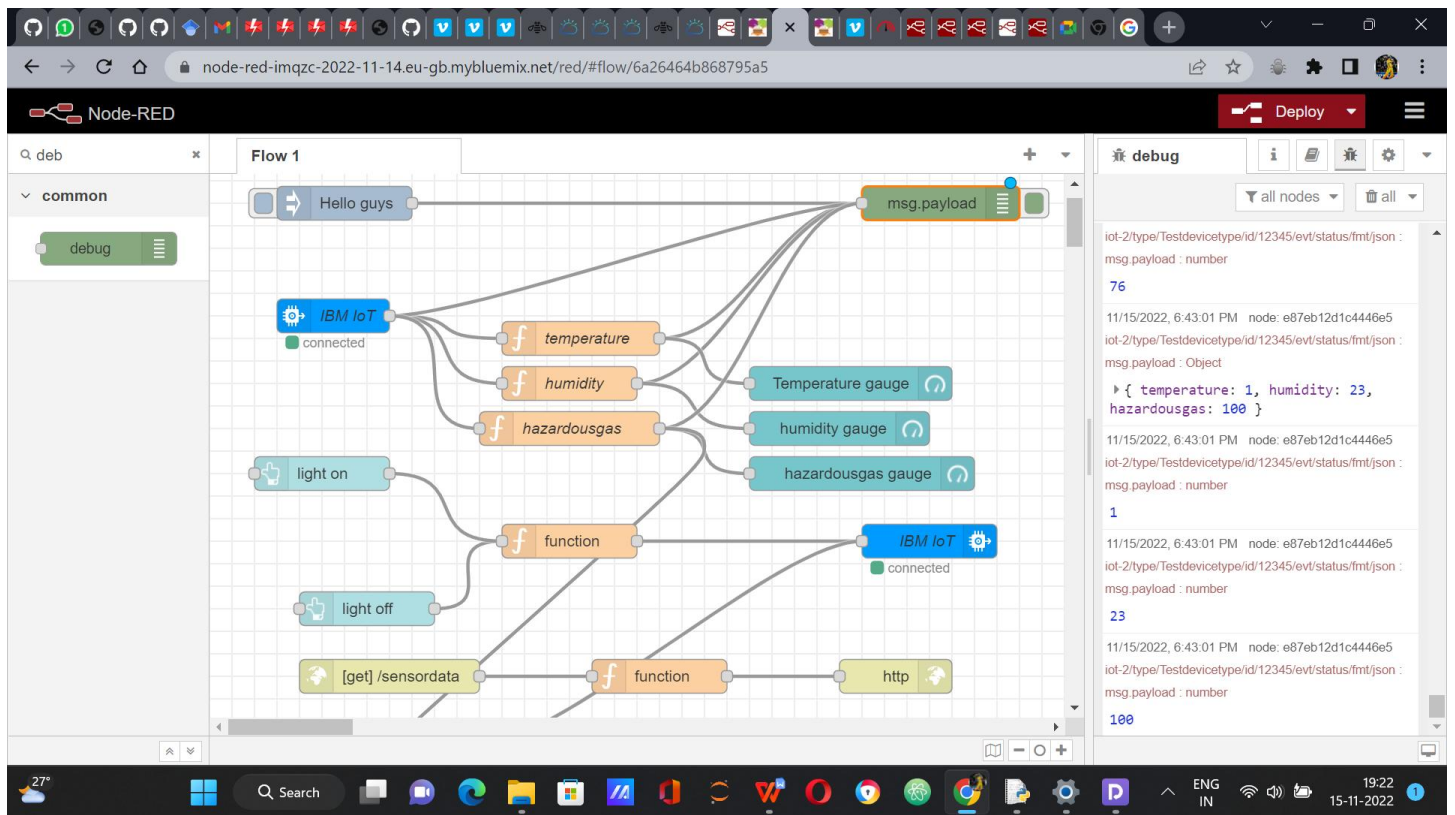 node-red-imqzc-2022-11-14.eu-gb.mybluemix.net/red/#flow/6a26464b868795a5
Node-RED
Deploy
deb
common
debug
Flow 1
Hello guys
msg.payload
IBM IoT
connected
temperature
humidity
hazardousgas
Temperature gauge
humidity gauge
hazardousgas gauge
light on
function
IBM IoT
connected
light off
[get] /sensordata
function
http
debug
all nodes
all
iot-2/type/Testdevicetype/id/12345/evt/status/fmt/json :
msg.payload : number
76
11/15/2022, 6:43:01 PM node: e87eb12d1c4446e5
iot-2/type/Testdevicetype/id/12345/evt/status/fmt/json :
msg.payload : Object
{ temperature: 1, humidity: 23,
hazardousgas: 100 }
11/15/2022, 6:43:01 PM node: e87eb12d1c4446e5
iot-2/type/Testdevicetype/id/12345/evt/status/fmt/json :
msg.payload : number
1
11/15/2022, 6:43:01 PM node: e87eb12d1c4446e5
iot-2/type/Testdevicetype/id/12345/evt/status/fmt/json :
msg.payload : number
23
11/15/2022, 6:43:01 PM node: e87eb12d1c4446e5
iot-2/type/Testdevicetype/id/12345/evt/status/fmt/json :
msg.payload : number
100
27°
Search
ENG
IN
19:22
15-11-2022
1